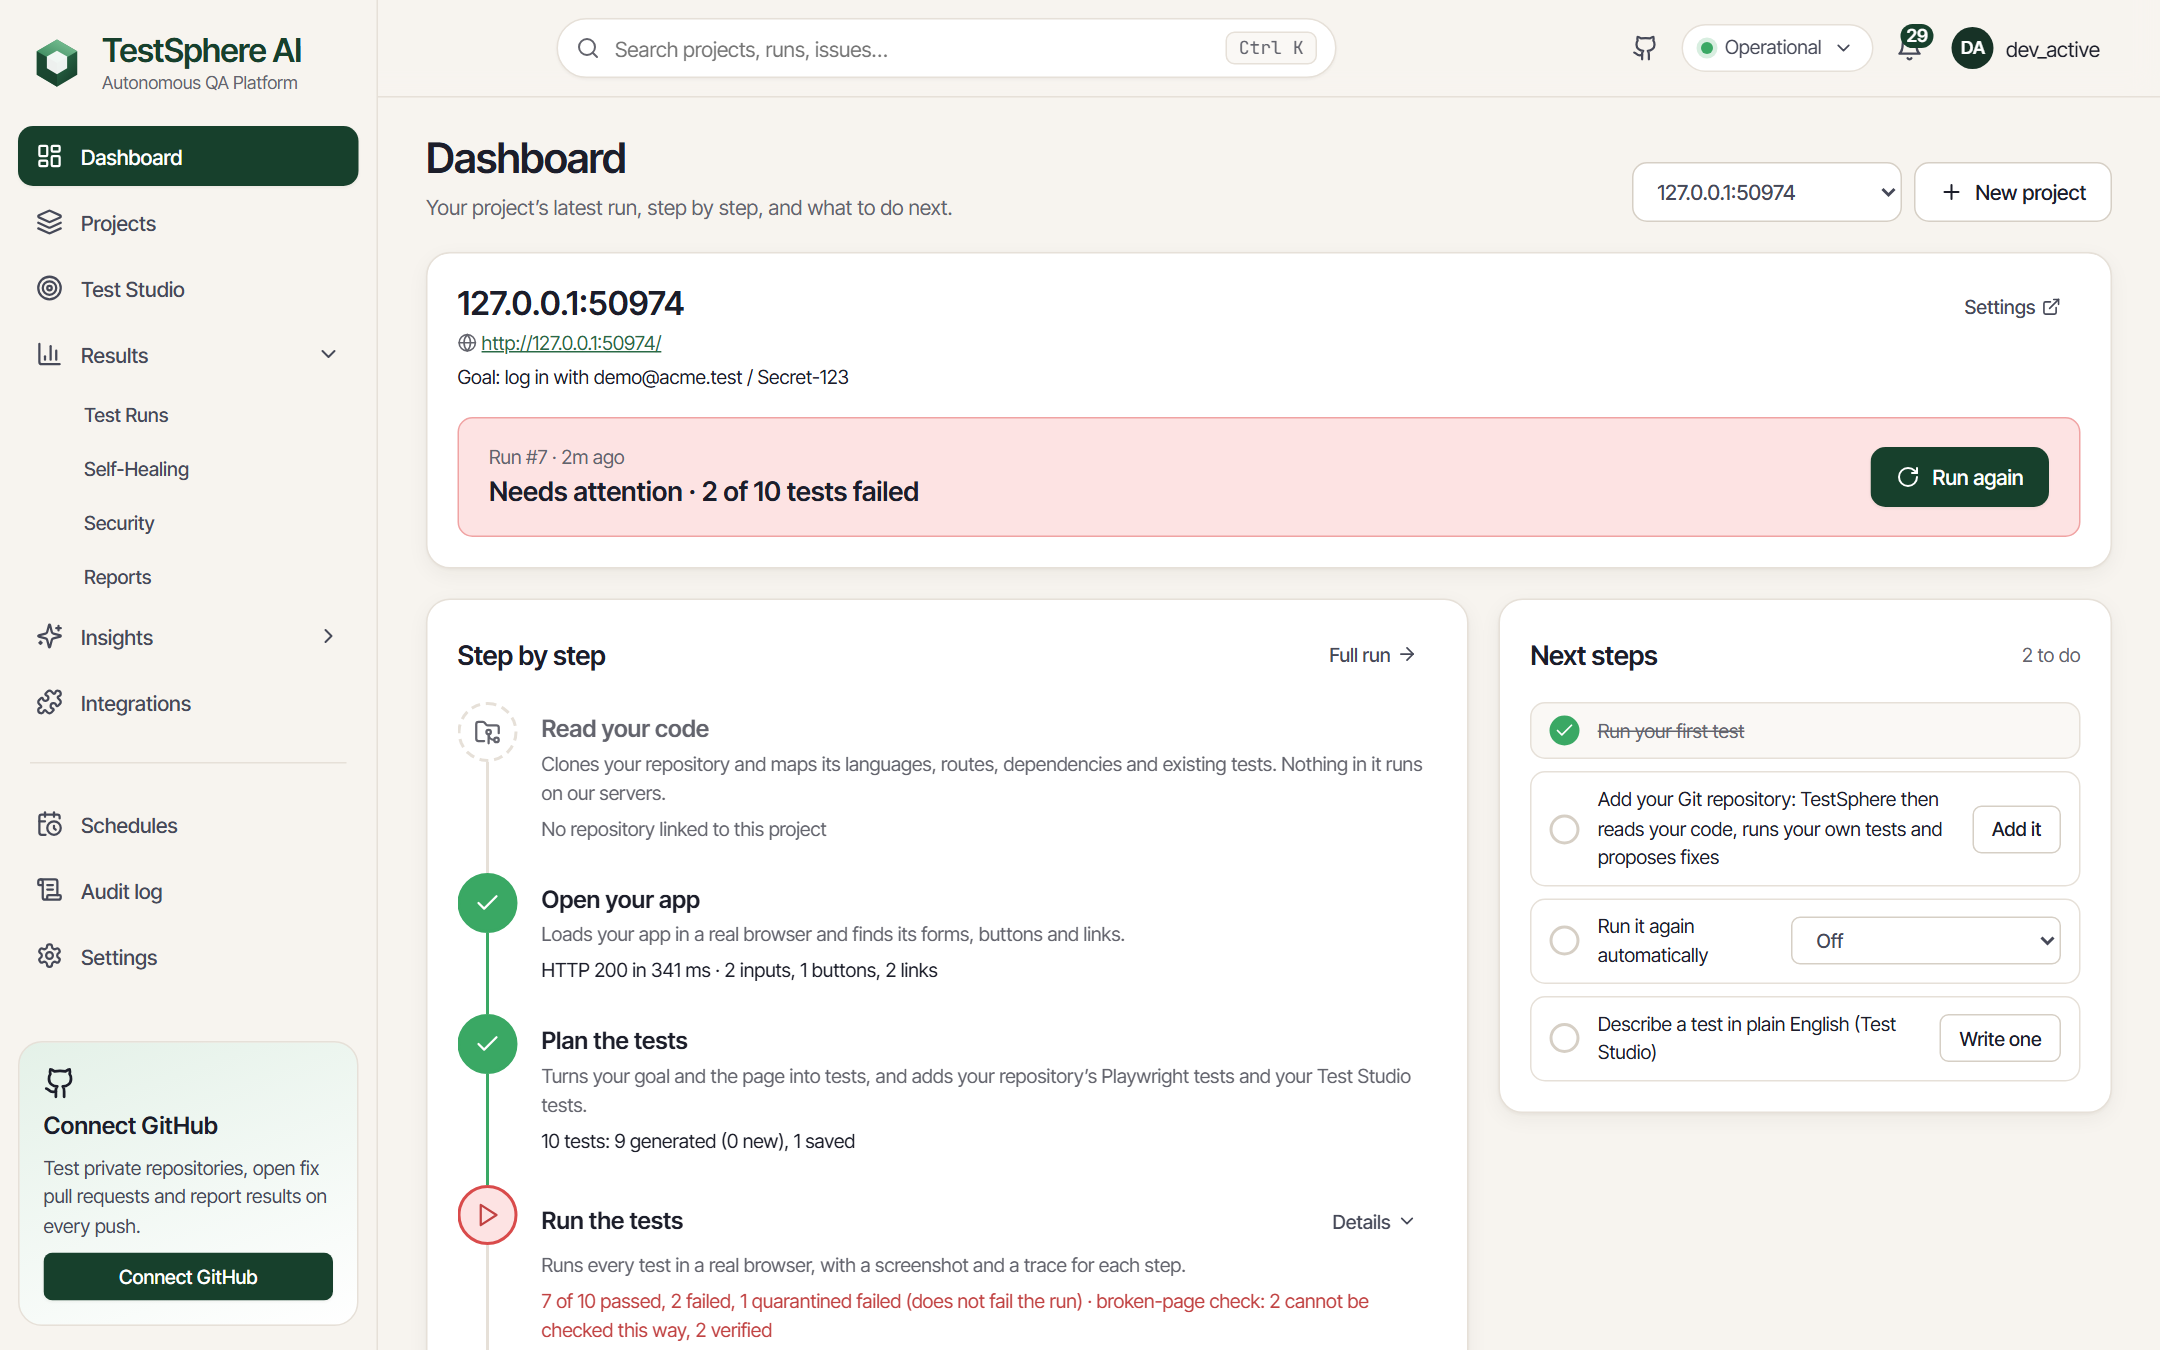 TestSphere AI
Autonomous QA Platform
Search projects, runs, issues...
Ctrl K
Operational
29
DA
dev_active
Dashboard
Projects
Test Studio
Results
Test Runs
Self-Healing
Security
Reports
Insights
Integrations
Schedules
Audit log
Settings
Connect GitHub
Test private repositories, open fix
pull requests and report results on
every push.
Connect GitHub
Dashboard
Your project’s latest run, step by step, and what to do next.
127.0.0.1:50974
New project
127.0.0.1:50974
Settings
http://127.0.0.1:50974/
Goal: log in with demo@acme.test / Secret-123
Run #7 · 2m ago
Needs attention · 2 of 10 tests failed
Run again
Step by step
Full run
Read your code
Clones your repository and maps its languages, routes, dependencies and existing tests. Nothing in it runs
on our servers.
No repository linked to this project
Open your app
Loads your app in a real browser and finds its forms, buttons and links.
HTTP 200 in 341 ms · 2 inputs, 1 buttons, 2 links
Plan the tests
Turns your goal and the page into tests, and adds your repository’s Playwright tests and your Test Studio
tests.
10 tests: 9 generated (0 new), 1 saved
Run the tests
Details
Runs every test in a real browser, with a screenshot and a trace for each step.
7 of 10 passed, 2 failed, 1 quarantined failed (does not fail the run) · broken-page check: 2 cannot be
checked this way, 2 verified
Next steps
2 to do
Run your first test
Add your Git repository: TestSphere then
reads your code, runs your own tests and
proposes fixes
Add it
Run it again
automatically
Off
Describe a test in plain English (Test
Studio)
Write one